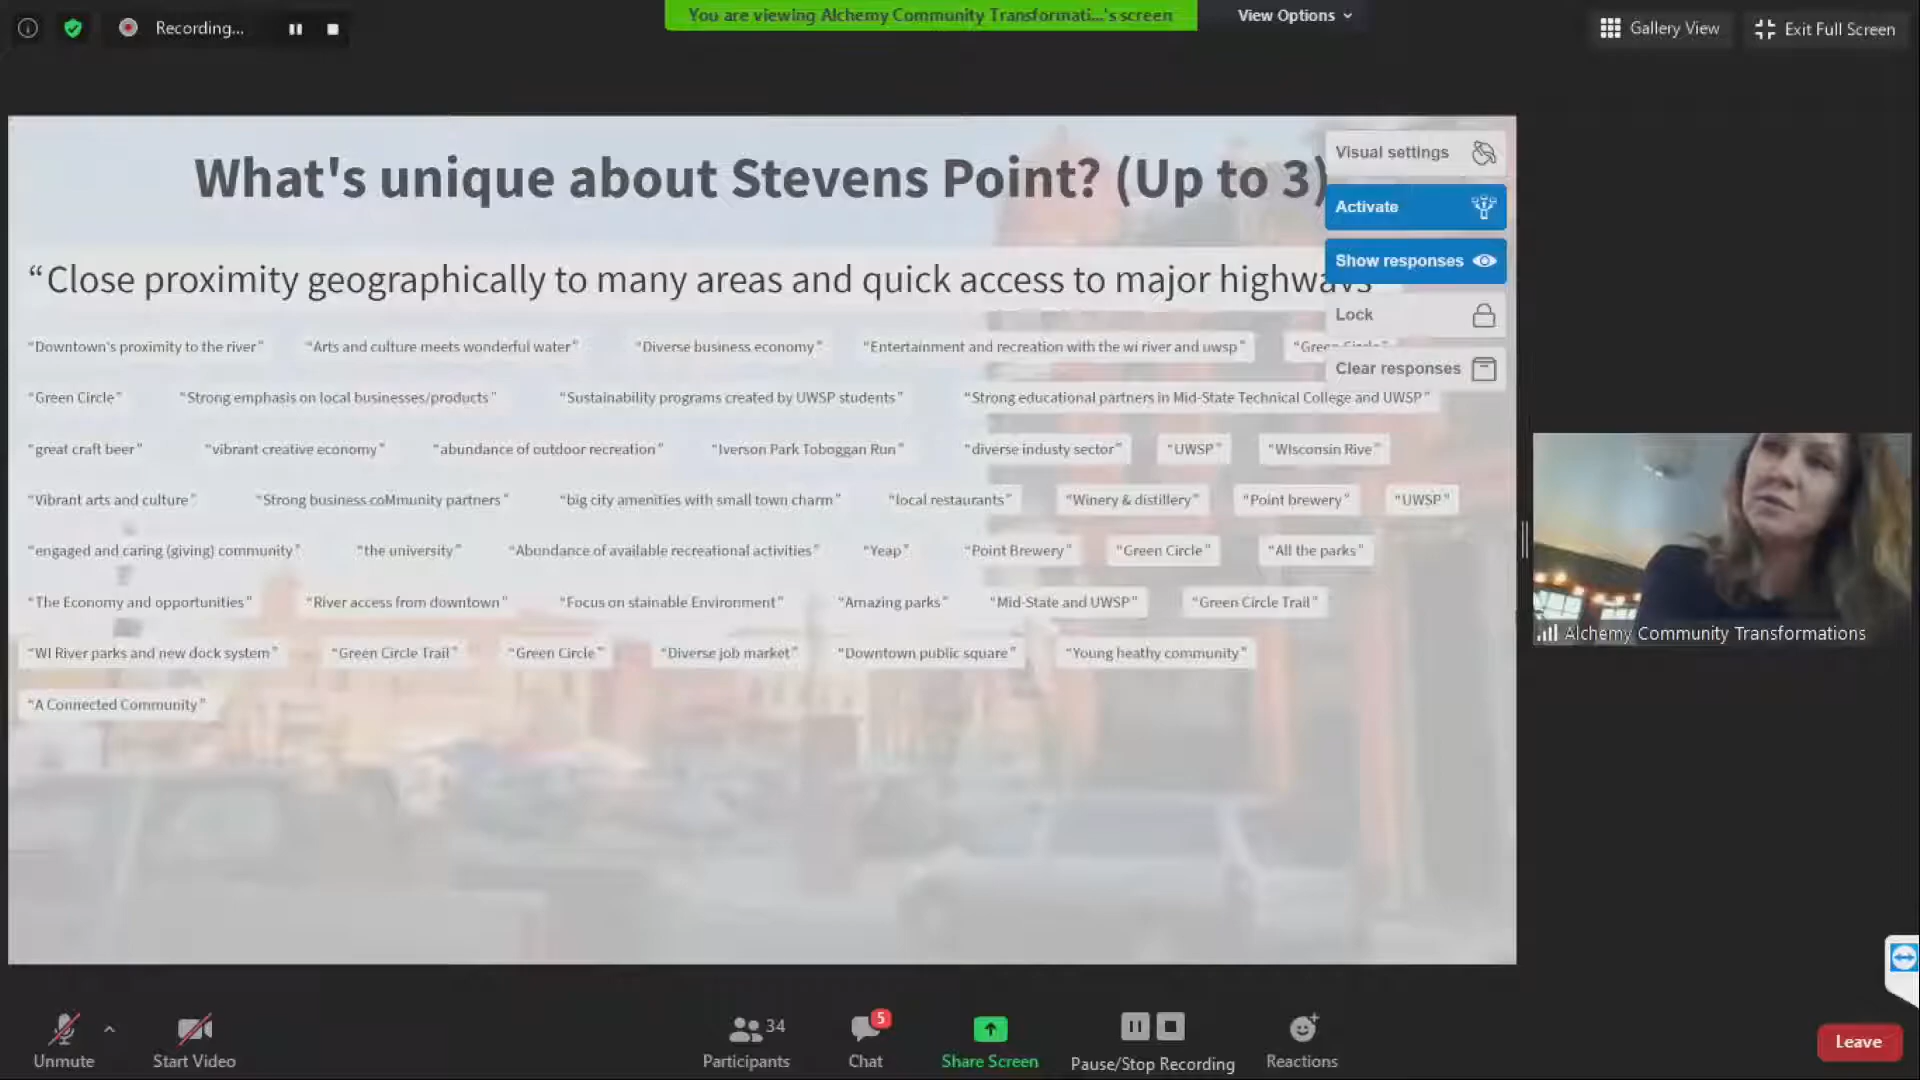 Recording...
You are viewing Alchemy Community Transformati...'s screen
View Options
Gallery View
Exit Full Screen
What's unique about Stevens Point? (Up to 3)
Visual settings
Activate
Show responses
Lock
Clear responses
“Close proximity geographically to many areas and quick access to major highways
“Downtown's proximity to the river” “Arts and culture meets wonderful water” “Diverse business economy” “Entertainment and recreation with the wi river and uwsp” “Green Circle”
“Green Circle” “Strong emphasis on local businesses/products” “Sustainability programs created by UWSP students” “Strong educational partners in Mid-State Technical College and UWSP”
“great craft beer” “vibrant creative economy” “abundance of outdoor recreation” “Iverson Park Toboggan Run” “diverse industy sector” “UWSP” “WIsconsin Rive”
“Vibrant arts and culture” “Strong business coMmunity partners” “big city amenities with small town charm” “local restaurants” “Winery & distillery” “Point brewery” “UWSP”
“engaged and caring (giving) community” “the university” “Abundance of available recreational activities” “Yeap” “Point Brewery” “Green Circle” “All the parks”
“The Economy and opportunities” “River access from downtown” “Focus on stainable Environment” “Amazing parks” “Mid-State and UWSP” “Green Circle Trail”
“WI River parks and new dock system” “Green Circle Trail” “Green Circle” “Diverse job market” “Downtown public square” “Young heathy community”
“A Connected Community”
Alchemy Community Transformations
Unmute
Start Video
34
Participants
5
Chat
Share Screen
Pause/Stop Recording
Reactions
Leave